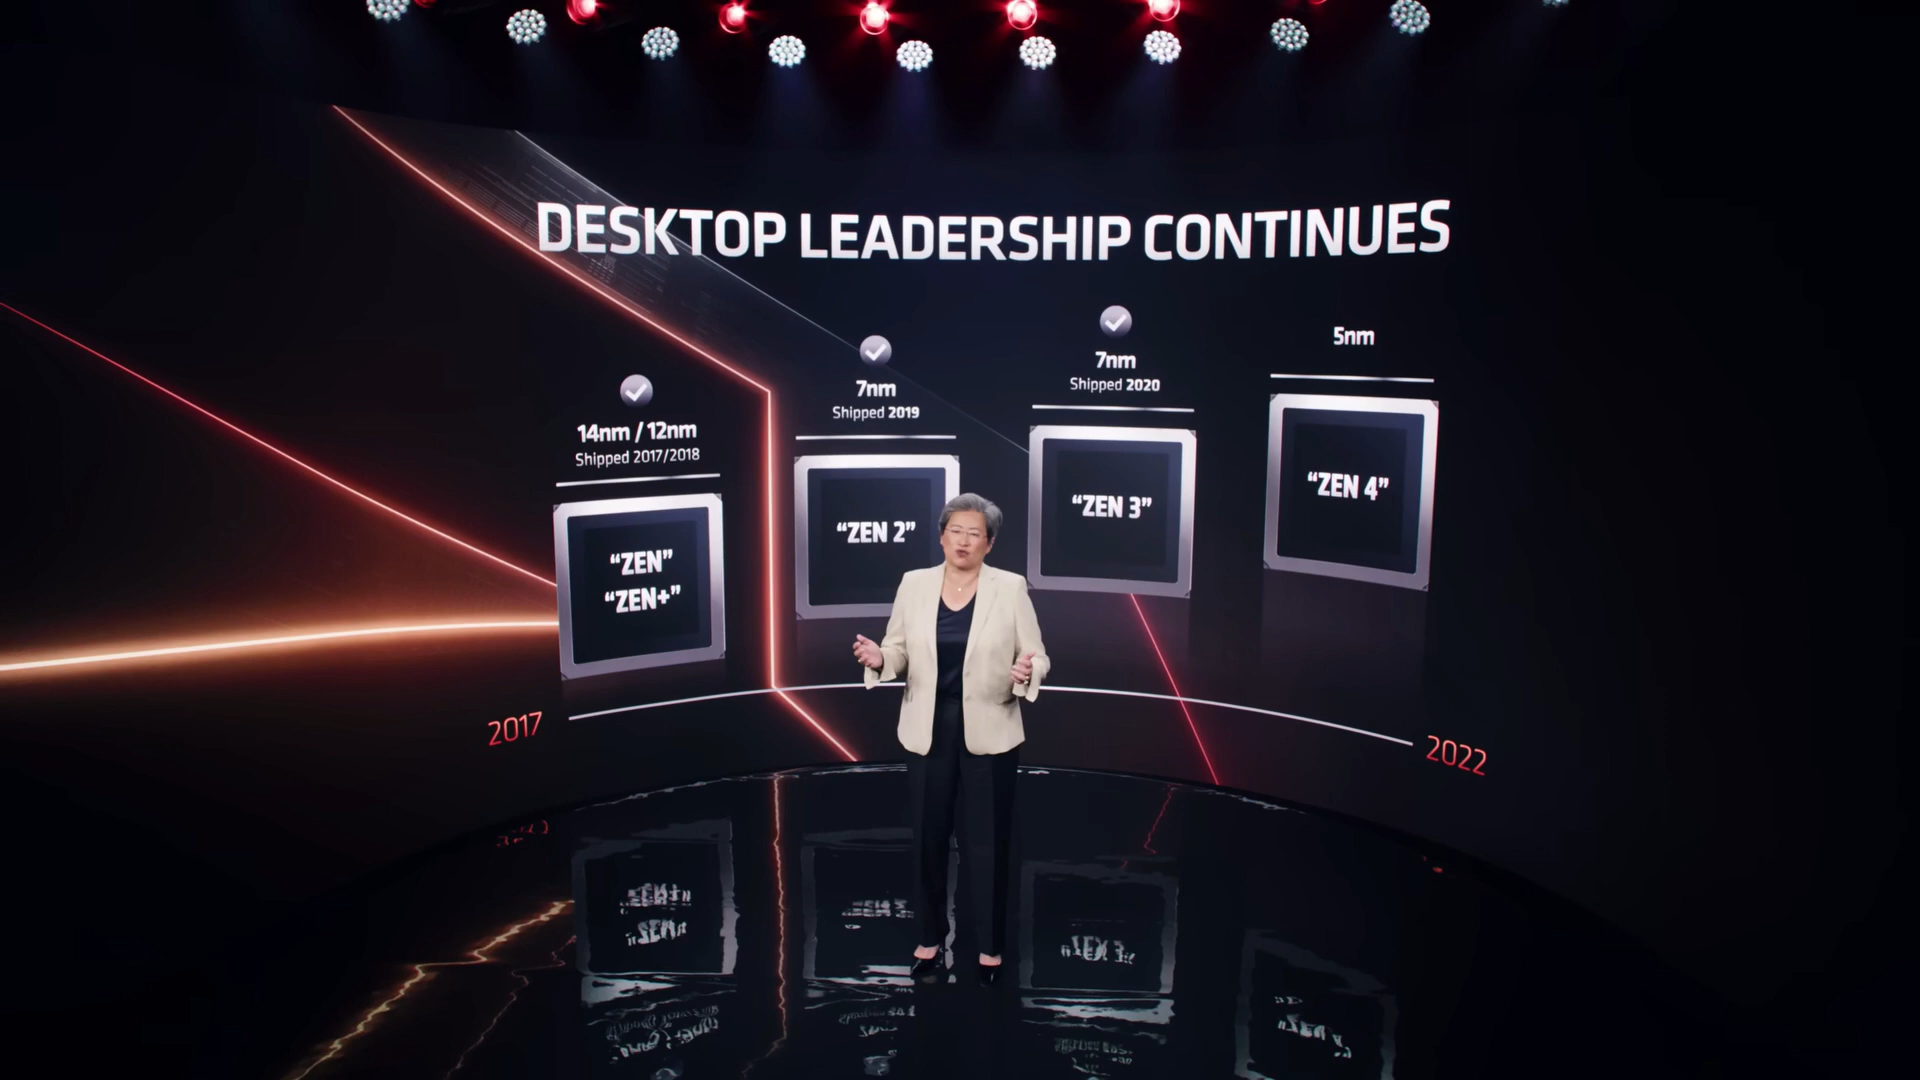 DESKTOP LEADERSHIP CONTINUES
14nm / 12nm
Shipped 2017/2018
“ZEN”
“ZEN+”
7nm
Shipped 2019
“ZEN 2”
7nm
Shipped 2020
“ZEN 3”
5nm
“ZEN 4”
2017
2022